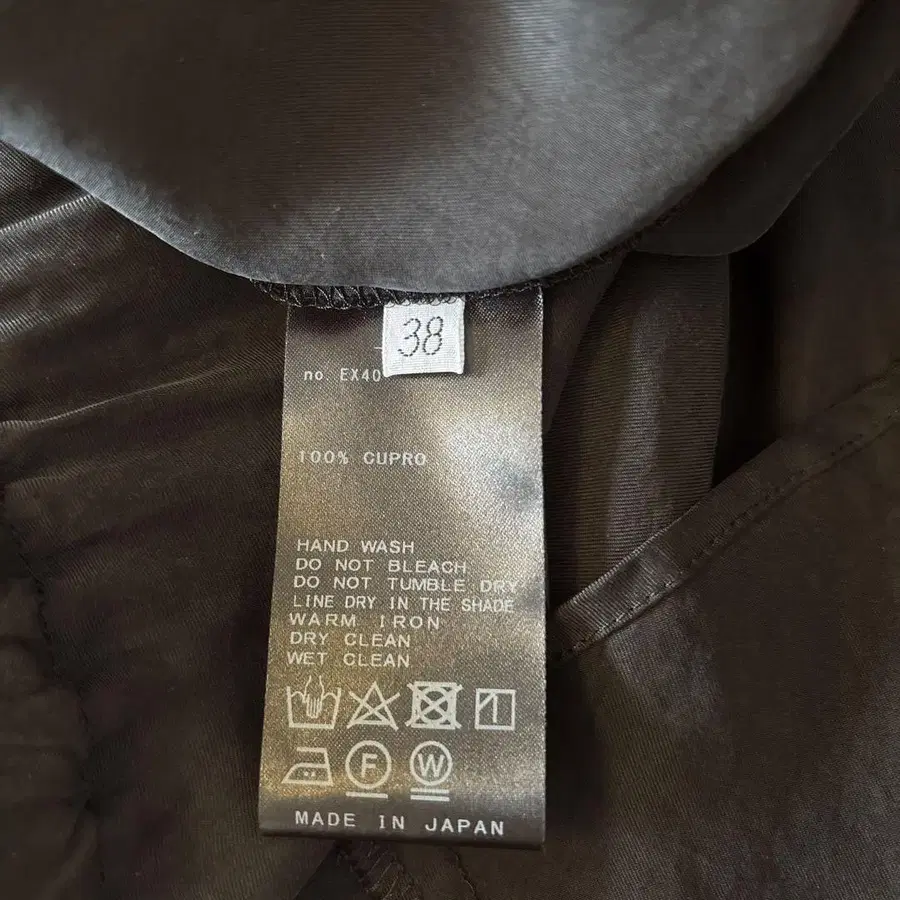 38
no. EX40
100% CUPRO
HAND WASH
DO NOT BLEACH
DO NOT TUMBLE DRY
LINE DRY IN THE SHADE
WARM IRON
DRY CLEAN
WET CLEAN
F W
MADE IN JAPAN